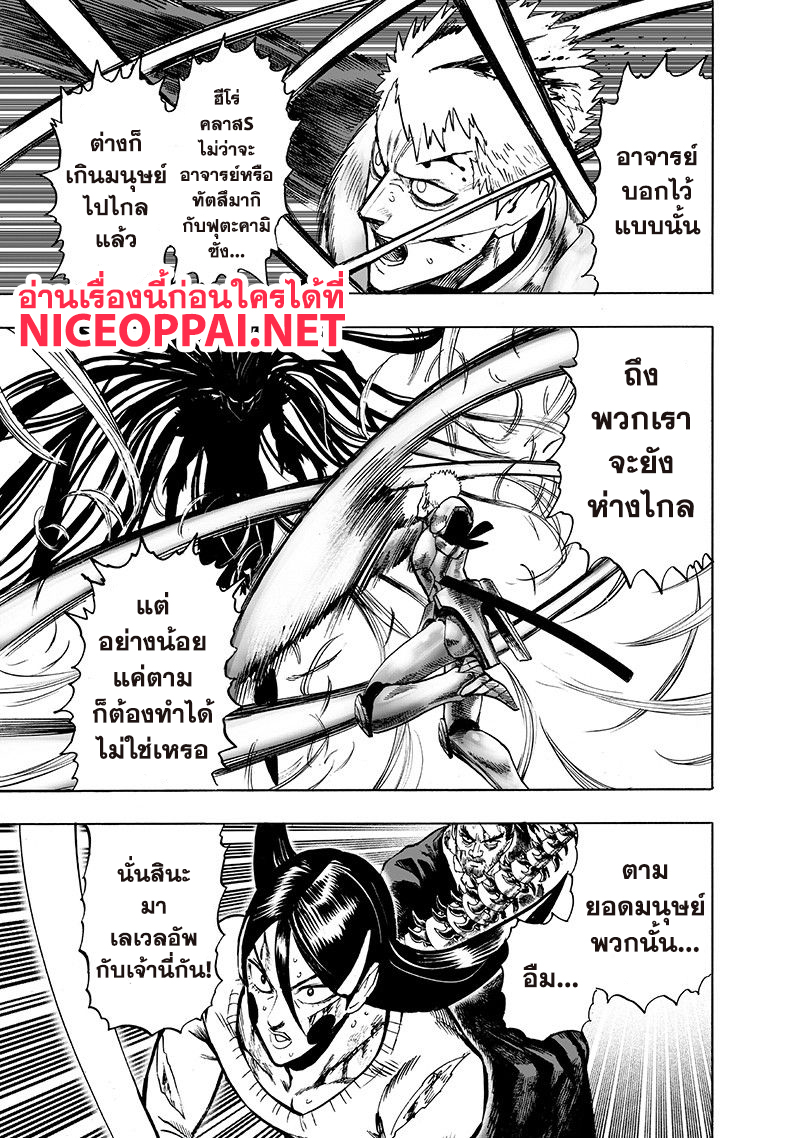 อาจารย์
บอกไว้
แบบนั้น
ฮีโร่
คลาสS
ไม่ว่าจะ
อาจารย์หรือ
ทัตสึมากิ
กับฟุตะคามิ
ซัง...
ต่างก็
เกินมนุษย์
ไปไกล
แล้ว
อ่านเรื่องนี้ก่อนใครได้ที่
NICEOPPAI.NET
ถึง
พวกเรา
จะยัง
ห่างไกล
แต่
อย่างน้อย
แค่ตาม
ก็ต้องทำได้
ไม่ใช่เหรอ
ตาม
ยอดมนุษย์
พวกนั้น...
อืม...
นั่นสินะ
มา
เลเวลอัพ
กับเจ้านี่กัน!